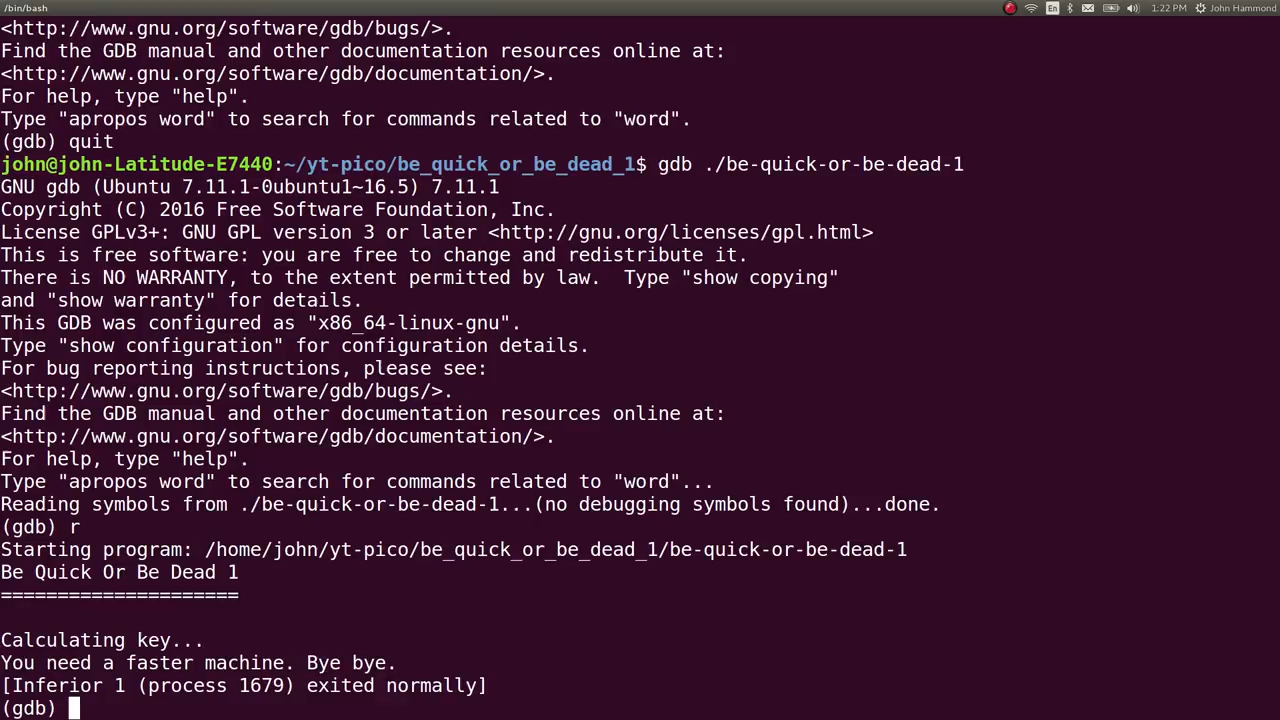 /bin/bash
En
1:22 PM
John Hammond
<http://www.gnu.org/software/gdb/bugs/>.
Find the GDB manual and other documentation resources online at:
<http://www.gnu.org/software/gdb/documentation/>.
For help, type "help".
Type "apropos word" to search for commands related to "word".
(gdb) quit
john@john-Latitude-E7440:~/yt-pico/be_quick_or_be_dead_1$ gdb ./be-quick-or-be-dead-1
GNU gdb (Ubuntu 7.11.1-0ubuntu1~16.5) 7.11.1
Copyright (C) 2016 Free Software Foundation, Inc.
License GPLv3+: GNU GPL version 3 or later <http://gnu.org/licenses/gpl.html>
This is free software: you are free to change and redistribute it.
There is NO WARRANTY, to the extent permitted by law.  Type "show copying"
and "show warranty" for details.
This GDB was configured as "x86_64-linux-gnu".
Type "show configuration" for configuration details.
For bug reporting instructions, please see:
<http://www.gnu.org/software/gdb/bugs/>.
Find the GDB manual and other documentation resources online at:
<http://www.gnu.org/software/gdb/documentation/>.
For help, type "help".
Type "apropos word" to search for commands related to "word"...
Reading symbols from ./be-quick-or-be-dead-1...(no debugging symbols found)...done.
(gdb) r
Starting program: /home/john/yt-pico/be_quick_or_be_dead_1/be-quick-or-be-dead-1
Be Quick Or Be Dead 1
=====================
Calculating key...
You need a faster machine. Bye bye.
[Inferior 1 (process 1679) exited normally]
(gdb)